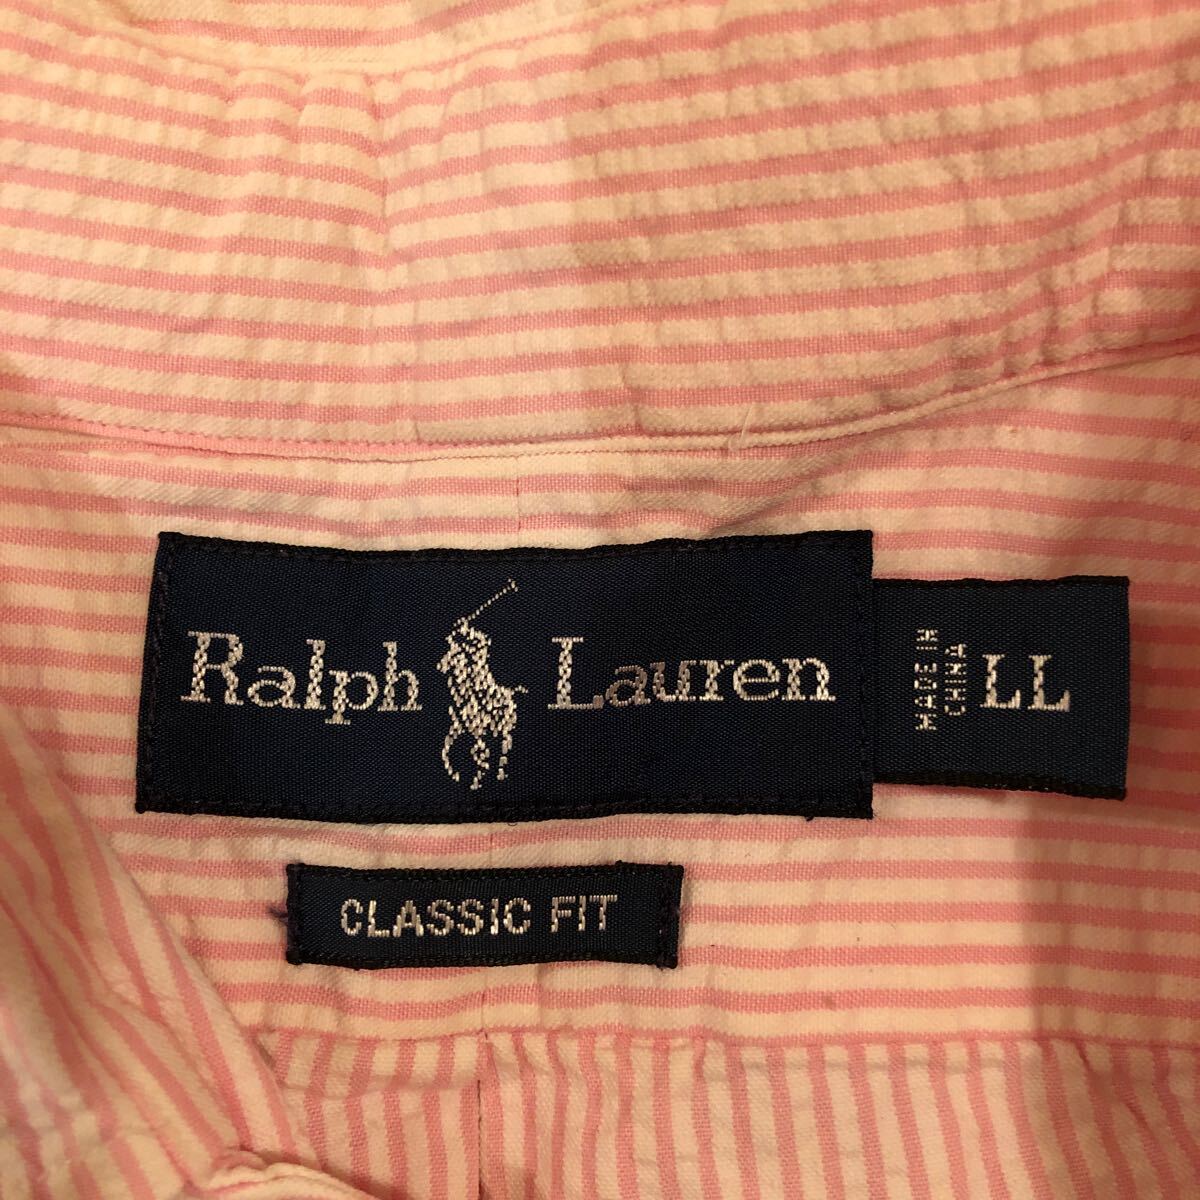 Ralph Lauren
MADE IN
CHINA
LL
CLASSIC FIT